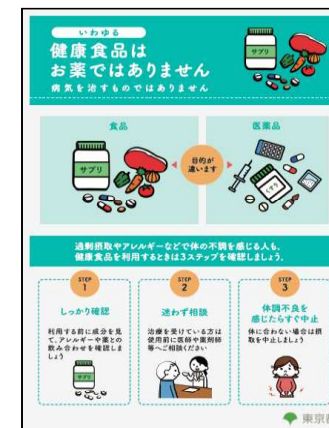 いわゆる
健康食品は
お薬ではありません
病気を治すものではありません
サプリ
食品
医薬品
サプリ
目的が
違います
くすり
過剰摂取やアレルギーなどで体の不調を感じる人も、
健康食品を利用するときは3ステップを確認しましょう。
STEP
1
しっかり確認
利用する前に成分を見
て、アレルギーや薬との
飲み合わせを確認しま
しょう
サプリ
STEP
2
迷わず相談
治療を受けている方は
使用前に医師や薬剤師
等へご相談ください
STEP
3
体調不良を
感じたらすぐ中止
体に合わない場合は摂
取を中止しましょう
東京都